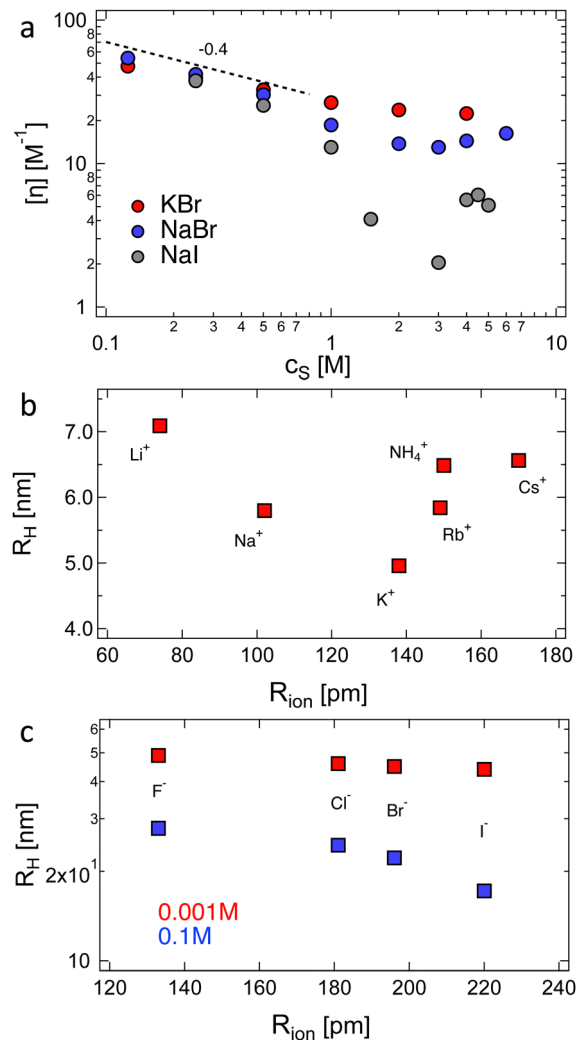 a
100
8
6
4
2
10
8
6
4
2
1
[η] [M⁻¹]
-0.4
KBr
NaBr
NaI
0.1 2 3 4 5 6 7 1 2 3 4 5 6 7 10
c_S [M]
b
7.0
6.0
5.0
4.0
R_H [nm]
Li⁺
Na⁺
K⁺
NH₄⁺
Rb⁺
Cs⁺
60 80 100 120 140 160 180
R_ion [pm]
c
6
5
4
3
2x10¹
10
R_H [nm]
F⁻
Cl⁻
Br⁻
I⁻
0.001M
0.1M
120 140 160 180 200 220 240
R_ion [pm]